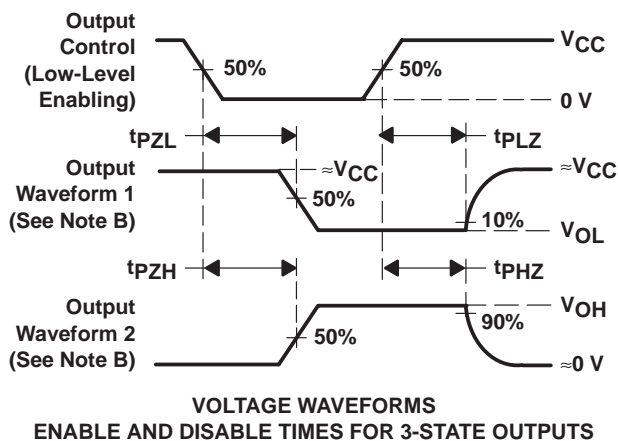 Output
Control
(Low-Level
Enabling)
50%
50%
VCC
0 V
tPZL
tPLZ
Output
Waveform 1
(See Note B)
≈VCC
50%
≈VCC
10%
VOL
tPZH
tPHZ
Output
Waveform 2
(See Note B)
50%
VOH
90%
≈0 V
VOLTAGE WAVEFORMS
ENABLE AND DISABLE TIMES FOR 3-STATE OUTPUTS